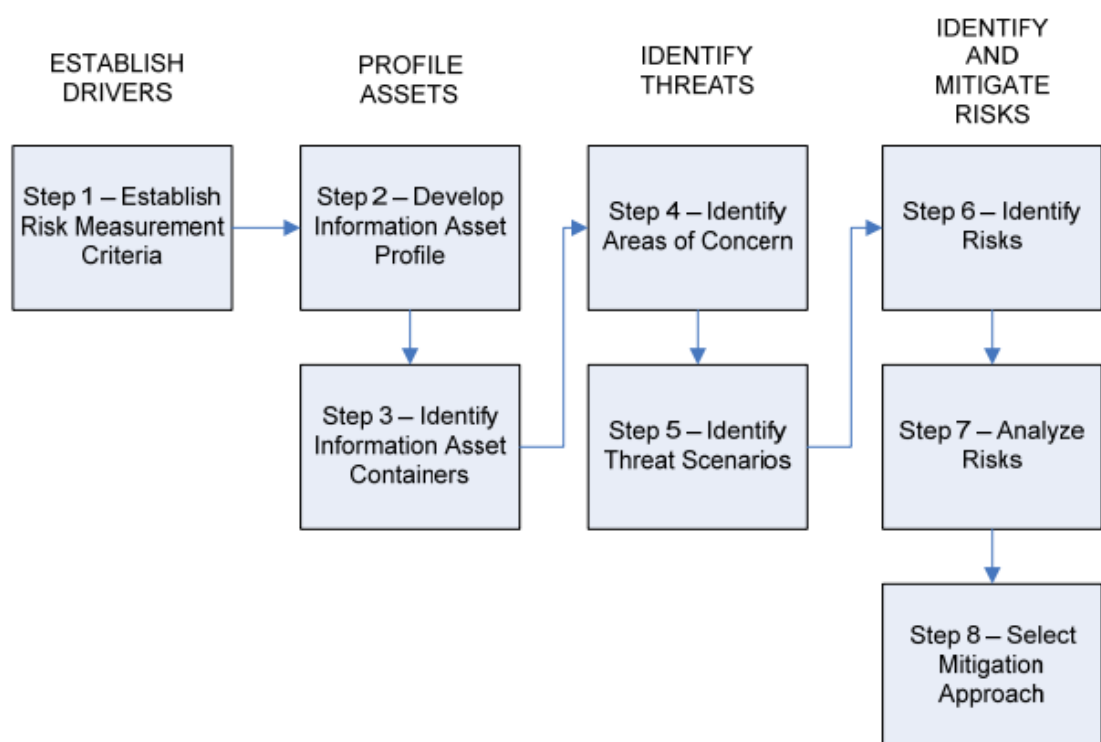 ESTABLISH
DRIVERS
PROFILE
ASSETS
IDENTIFY
THREATS
IDENTIFY
AND
MITIGATE
RISKS
Step 1 – Establish
Risk Measurement
Criteria
Step 2 – Develop
Information Asset
Profile
Step 3 – Identify
Information Asset
Containers
Step 4 – Identify
Areas of Concern
Step 5 – Identify
Threat Scenarios
Step 6 – Identify
Risks
Step 7 – Analyze
Risks
Step 8 – Select
Mitigation
Approach